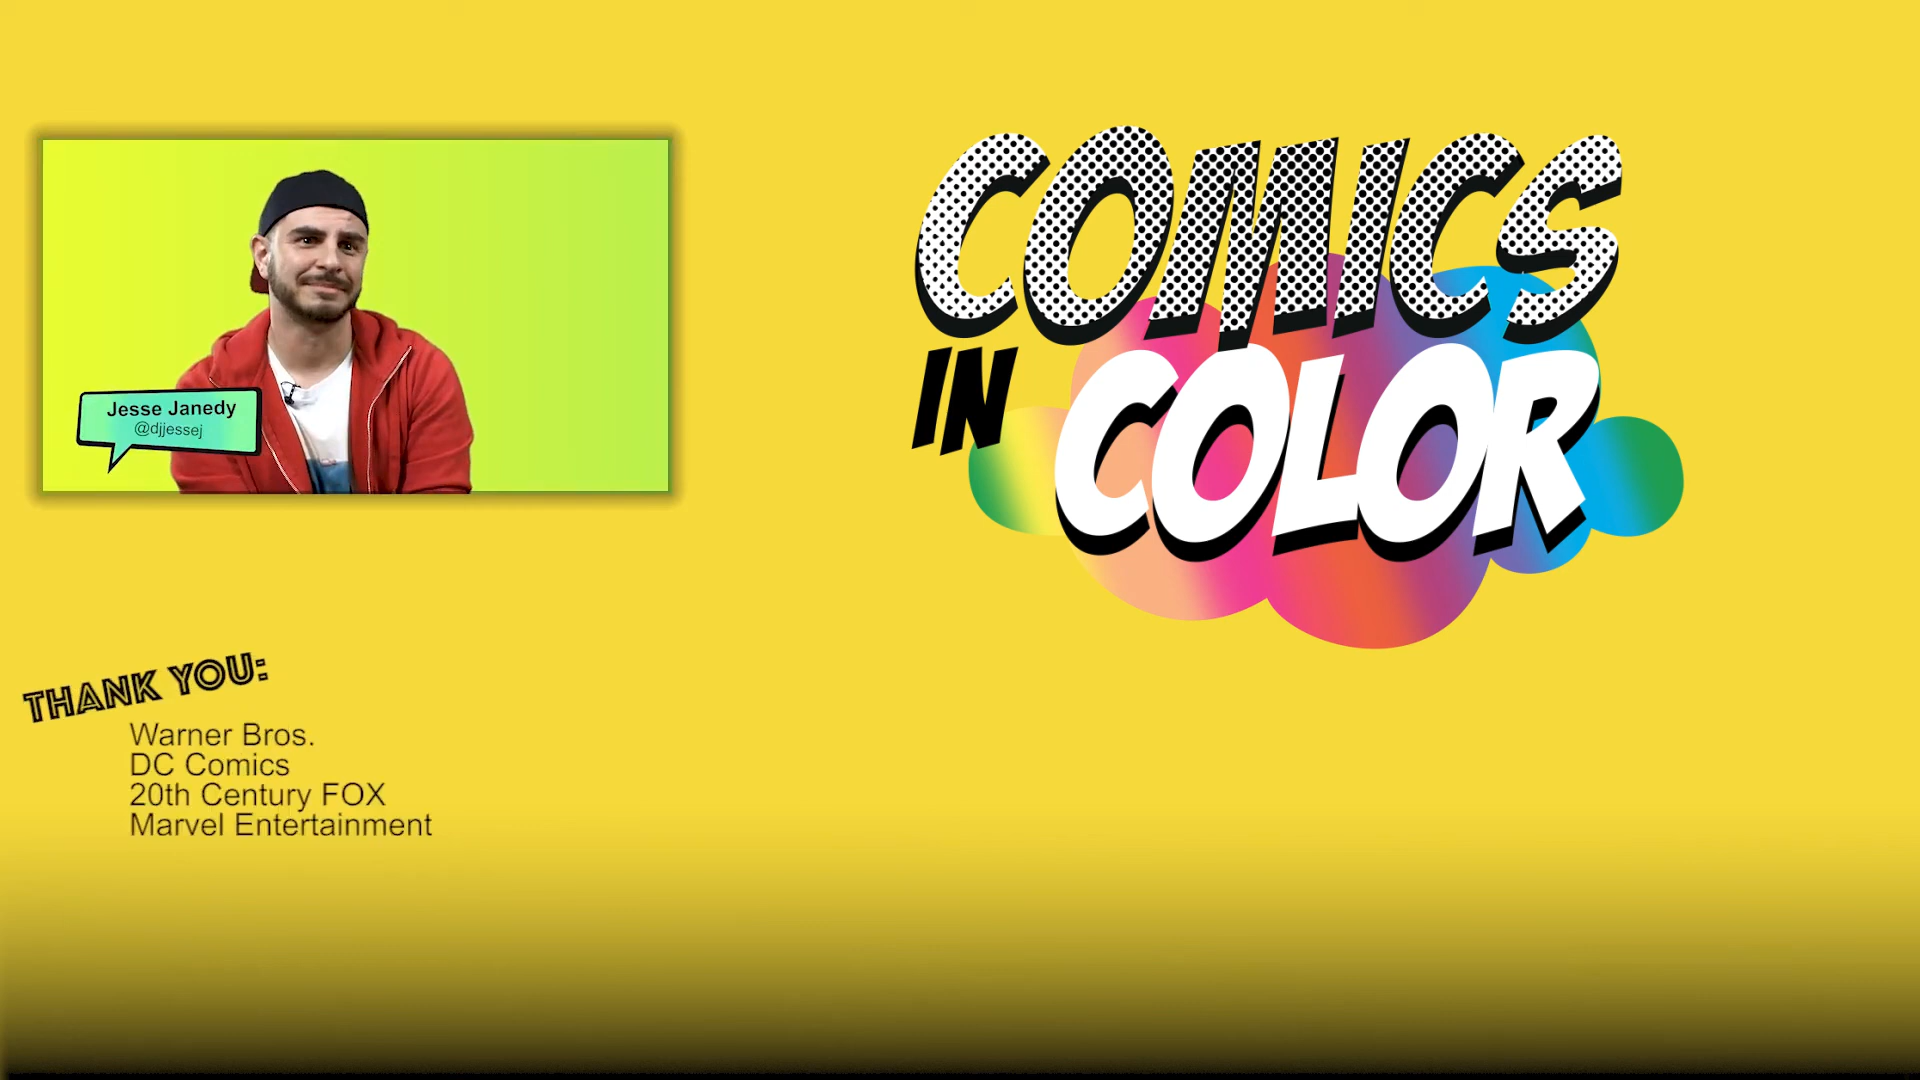 Jesse Janedy
@djjessej
COMICS
IN COLOR
THANK YOU:
Warner Bros.
DC Comics
20th Century FOX
Marvel Entertainment